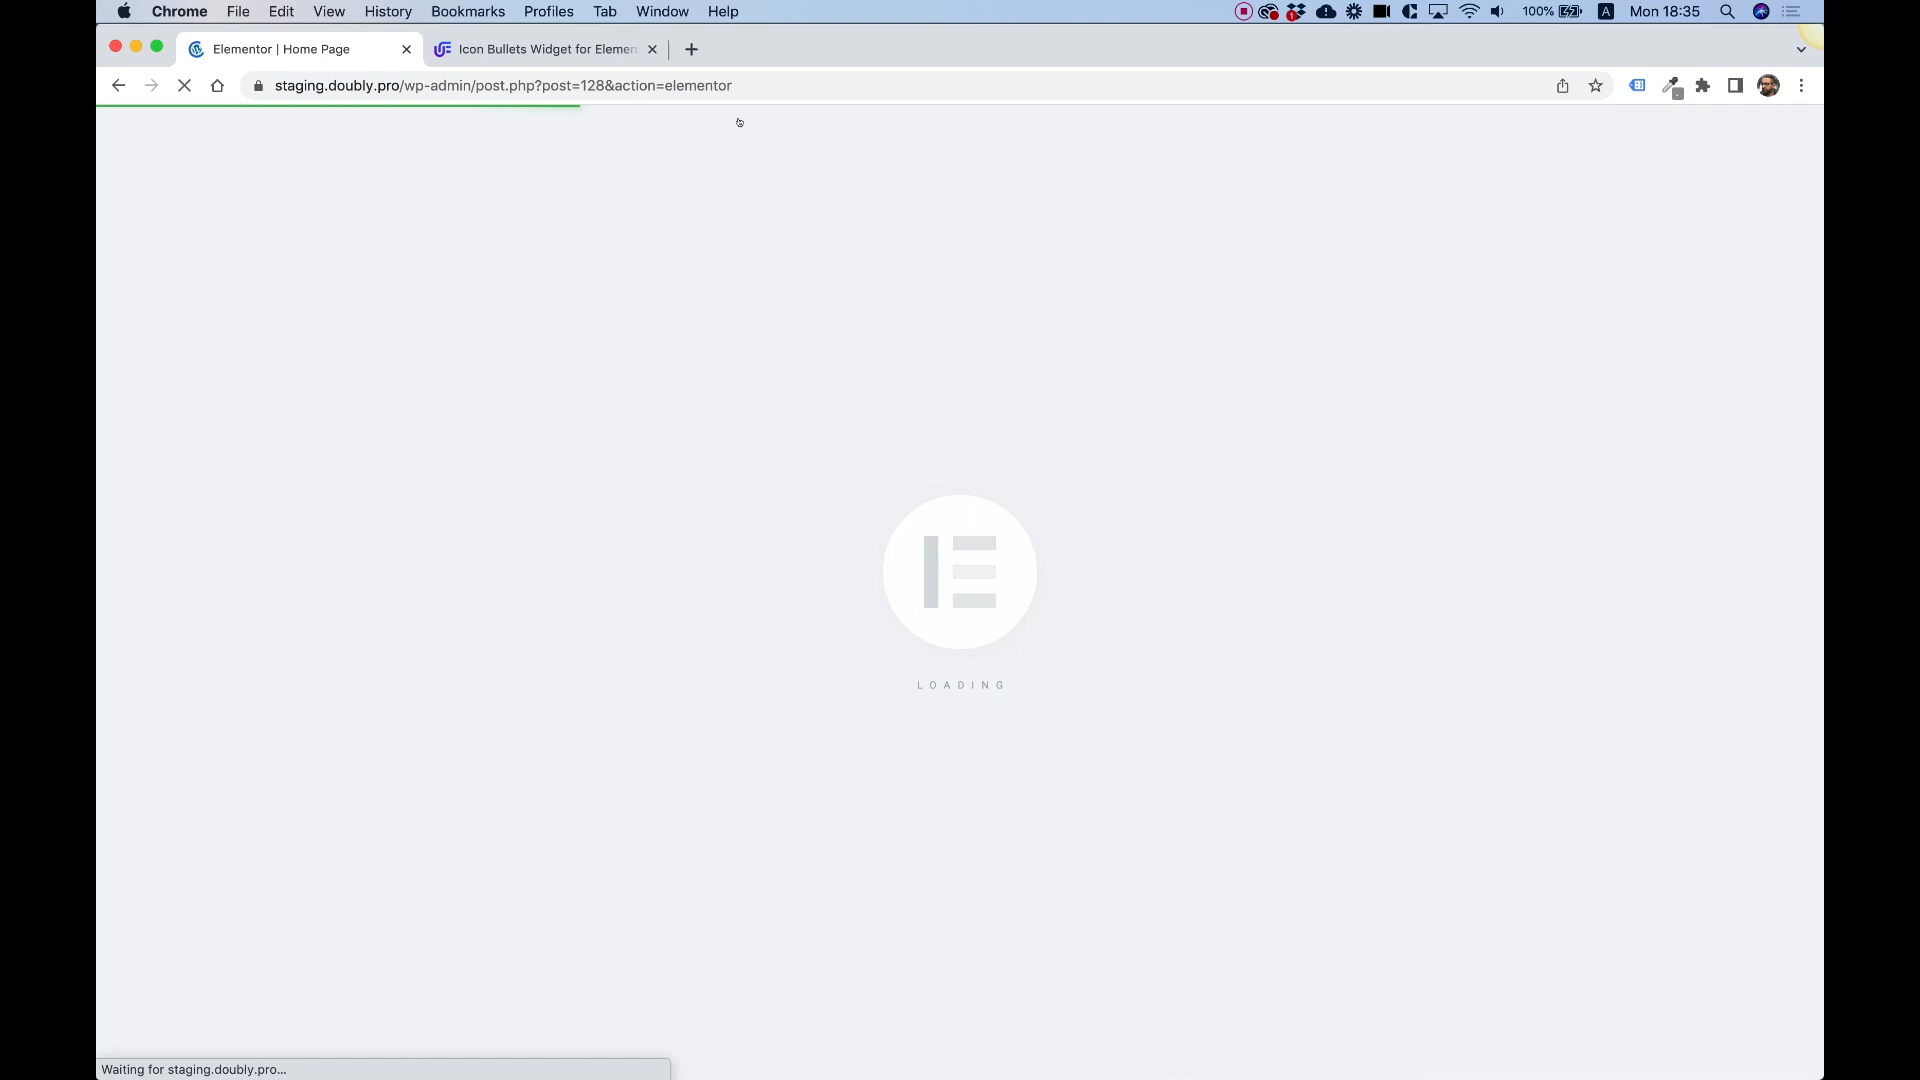 Chrome File Edit View History Bookmarks Profiles Tab Window Help 100% A Mon 18:35
Elementor | Home Page Icon Bullets Widget for Elemen
staging.doubly.pro/wp-admin/post.php?post=128&action=elementor
LOADING
Waiting for staging.doubly.pro...